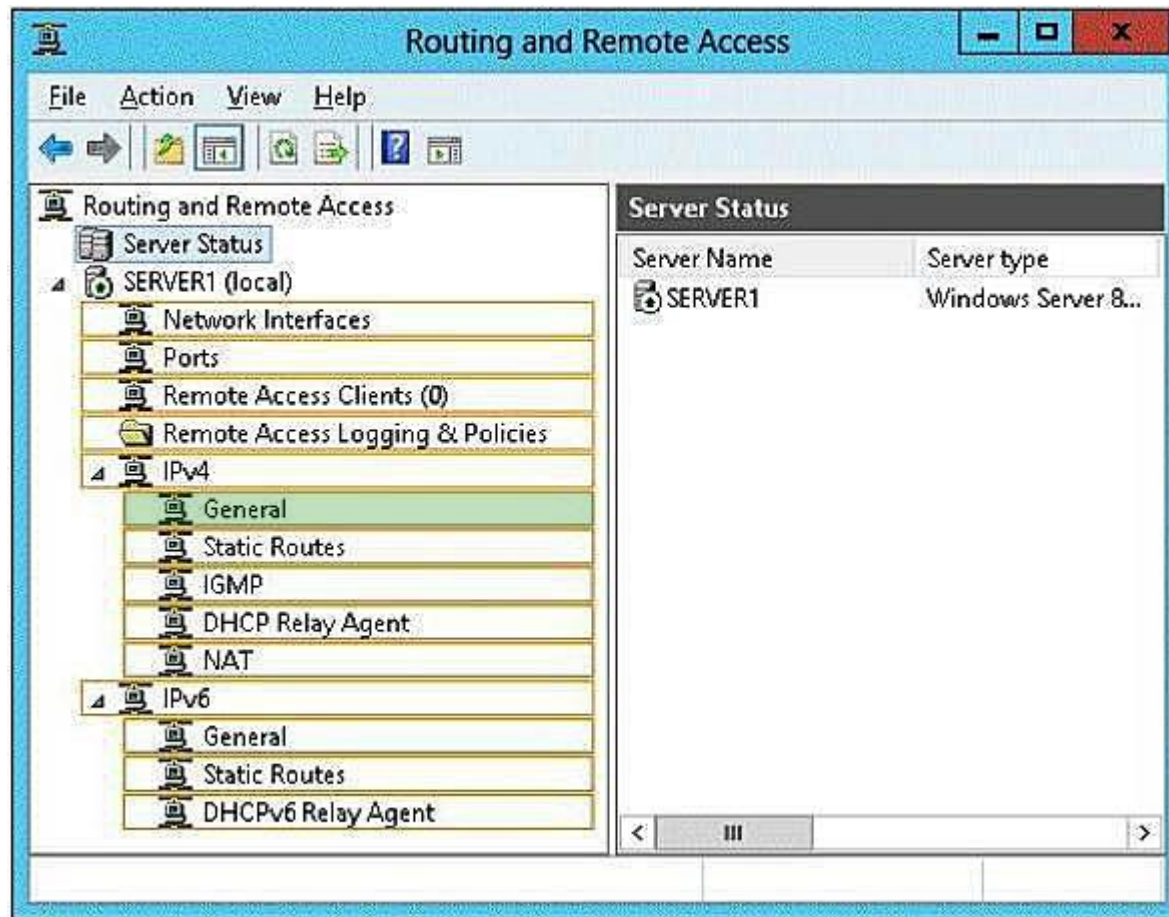 Routing and Remote Access
File Action View Help
Routing and Remote Access
Server Status
SERVER1 (local)
Network Interfaces
Ports
Remote Access Clients (0)
Remote Access Logging & Policies
IPv4
General
Static Routes
IGMP
DHCP Relay Agent
NAT
IPv6
General
Static Routes
DHCPv6 Relay Agent
Server Status
Server Name Server type
SERVER1 Windows Server 8...